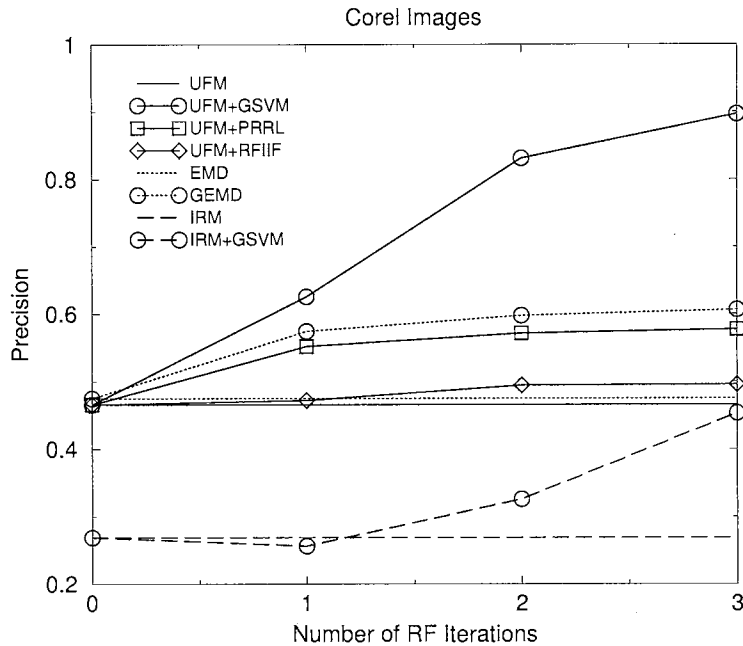 Corel Images
1
0.8
0.6
0.4
0.2
Precision
UFM
UFM+GSVM
UFM+PRRL
UFM+RFIIF
EMD
GEMD
IRM
IRM+GSVM
0 1 2 3
Number of RF Iterations